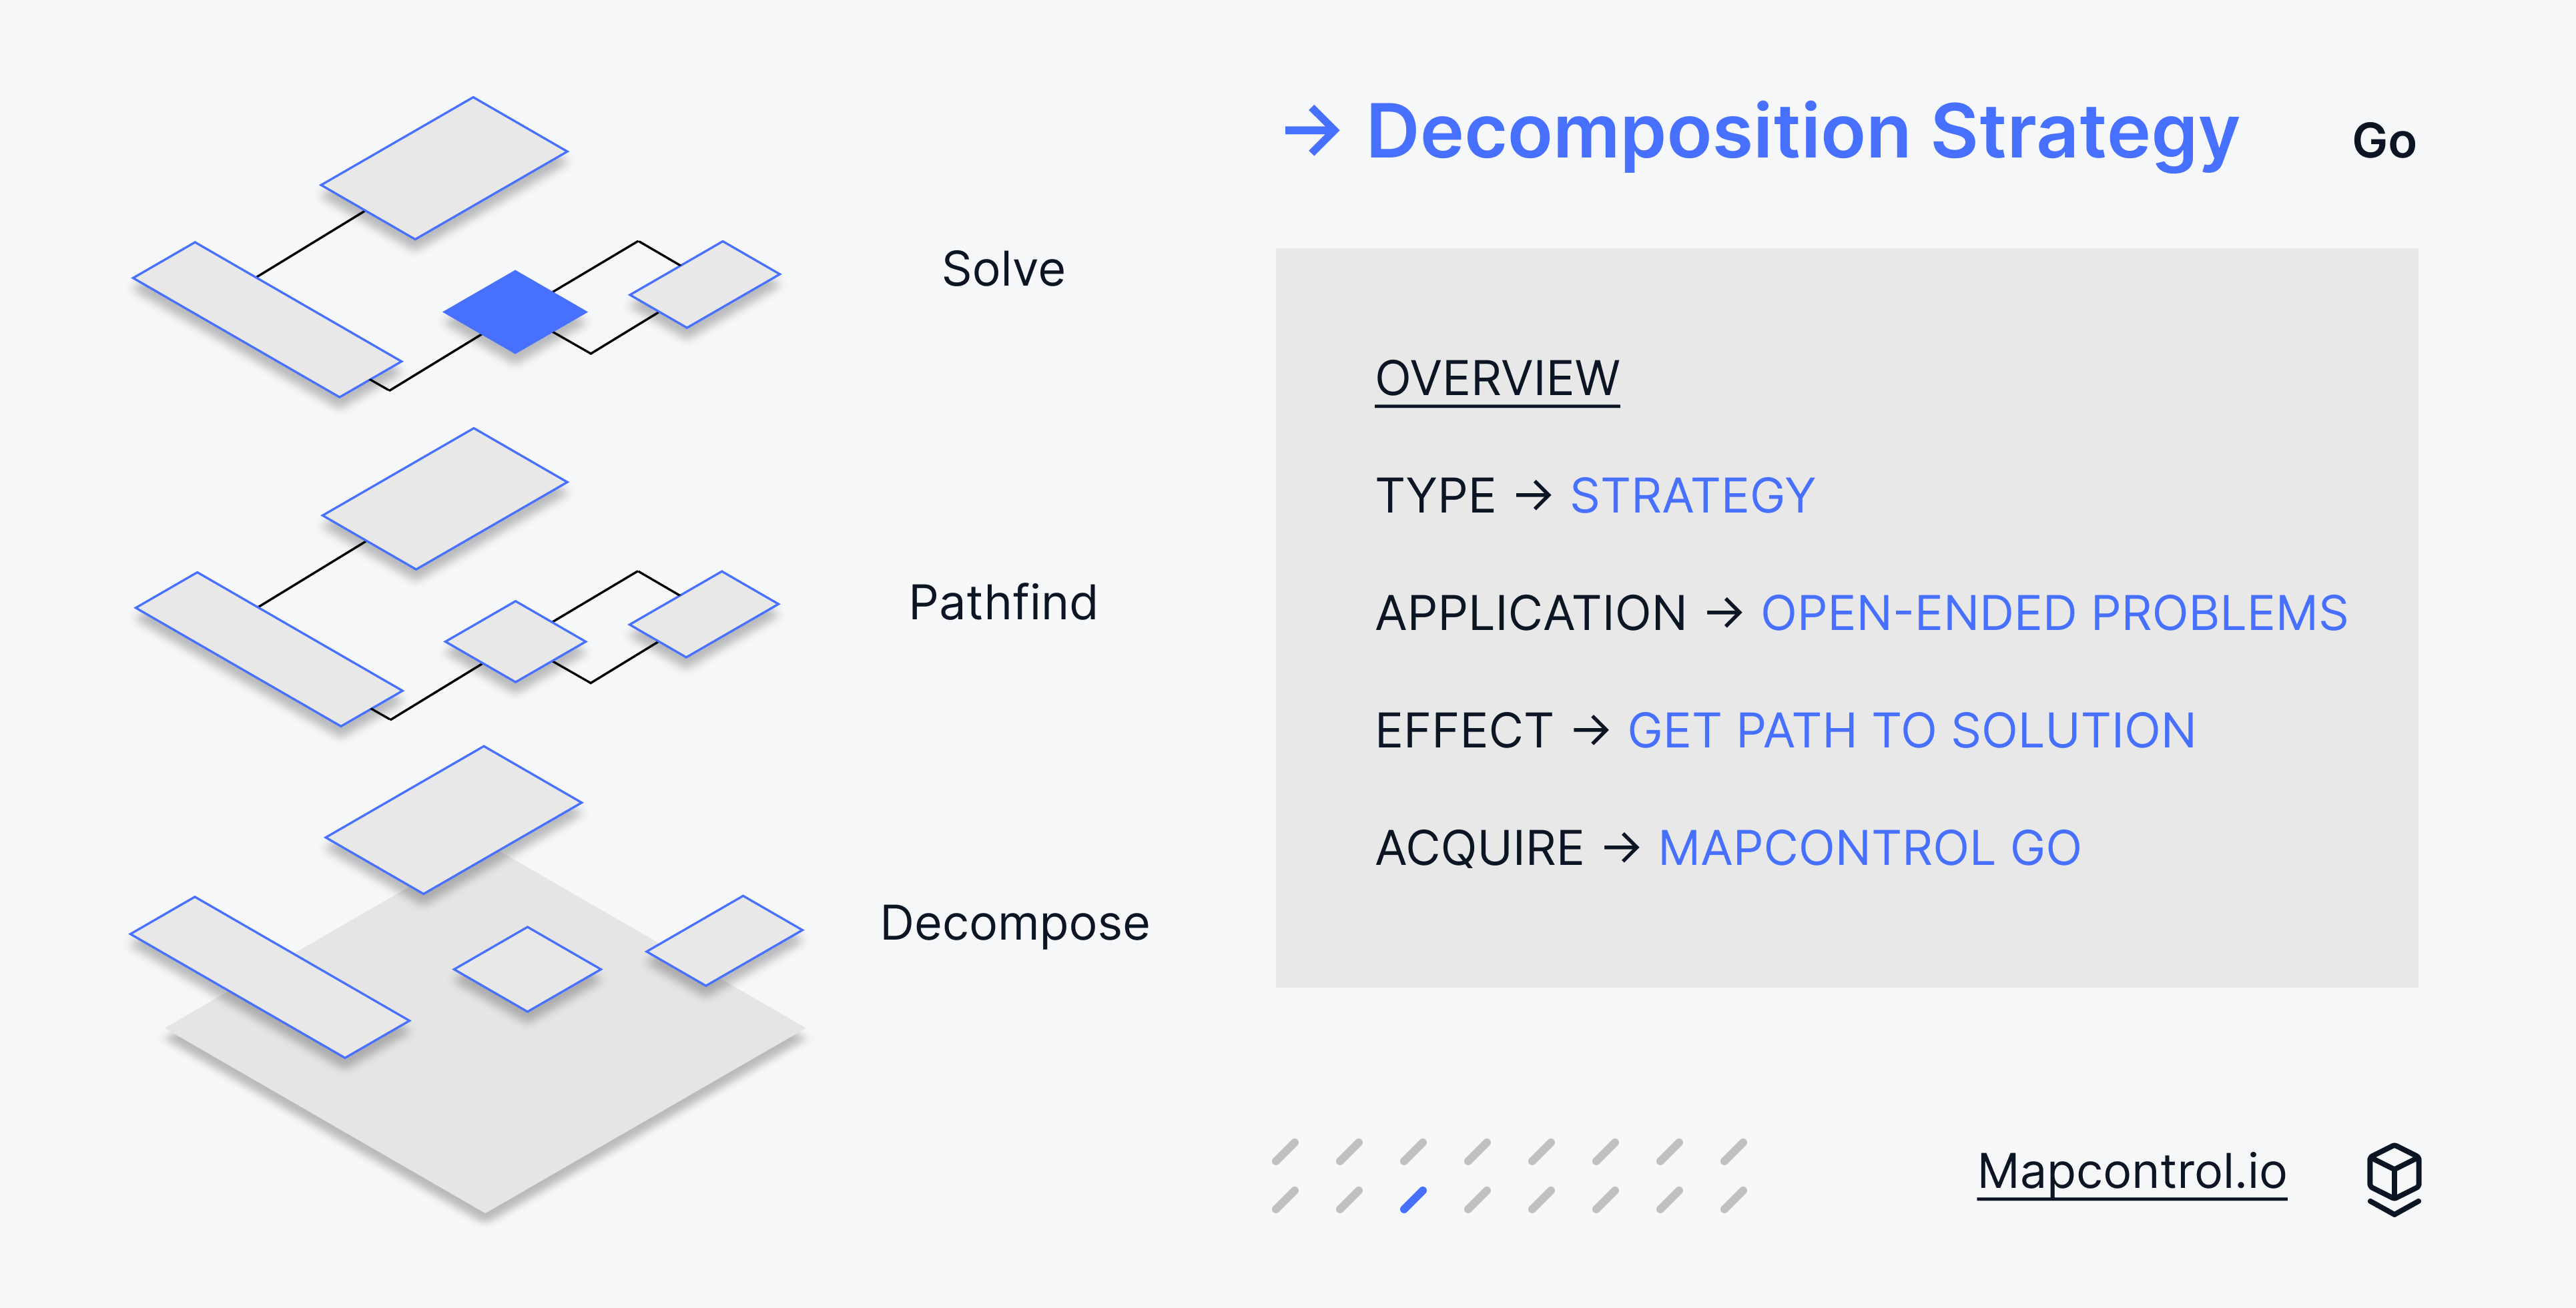 → Decomposition Strategy
Go
Solve
Pathfind
Decompose
OVERVIEW
TYPE → STRATEGY
APPLICATION → OPEN-ENDED PROBLEMS
EFFECT → GET PATH TO SOLUTION
ACQUIRE → MAPCONTROL GO
Mapcontrol.io